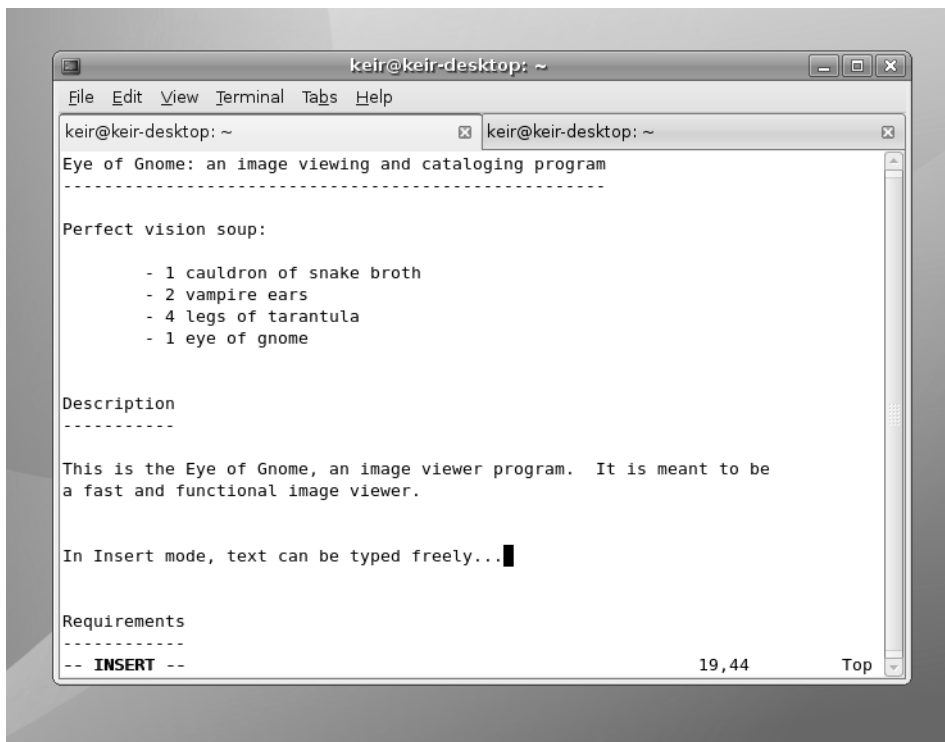 keir@keir-desktop: ~
File Edit View Terminal Tabs Help
keir@keir-desktop: ~ keir@keir-desktop: ~
Eye of Gnome: an image viewing and cataloging program
-----------------------------------------------------
Perfect vision soup:
- 1 cauldron of snake broth
- 2 vampire ears
- 4 legs of tarantula
- 1 eye of gnome
Description
-----------
This is the Eye of Gnome, an image viewer program.  It is meant to be
a fast and functional image viewer.
In Insert mode, text can be typed freely...
Requirements
------------
-- INSERT -- 19,44 Top